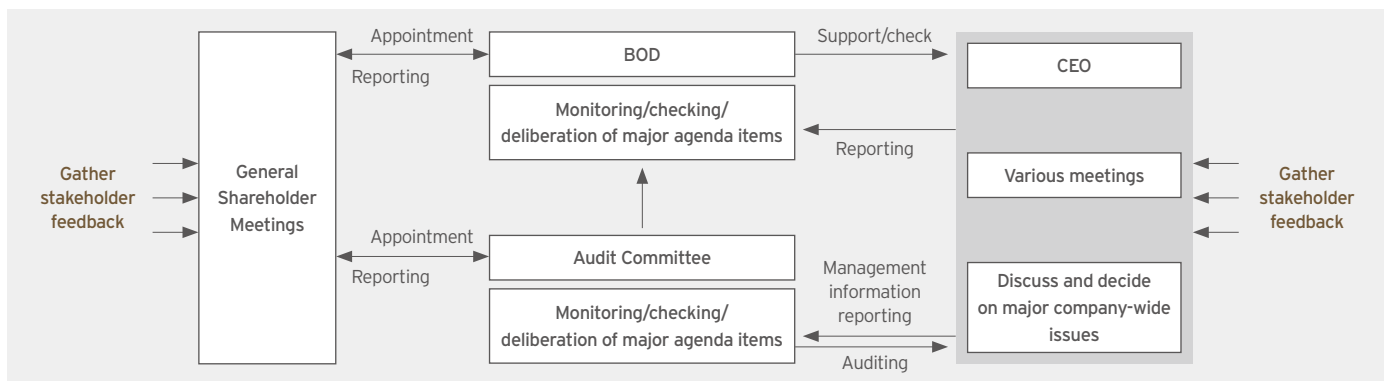 Gather
stakeholder
feedback
General
Shareholder
Meetings
Appointment
Reporting
BOD
Monitoring/checking/
deliberation of major agenda items
Support/check
Reporting
CEO
Various meetings
Discuss and decide
on major company-wide
issues
Appointment
Reporting
Audit Committee
Monitoring/checking/
deliberation of major agenda items
Management
information
reporting
Auditing
Gather
stakeholder
feedback